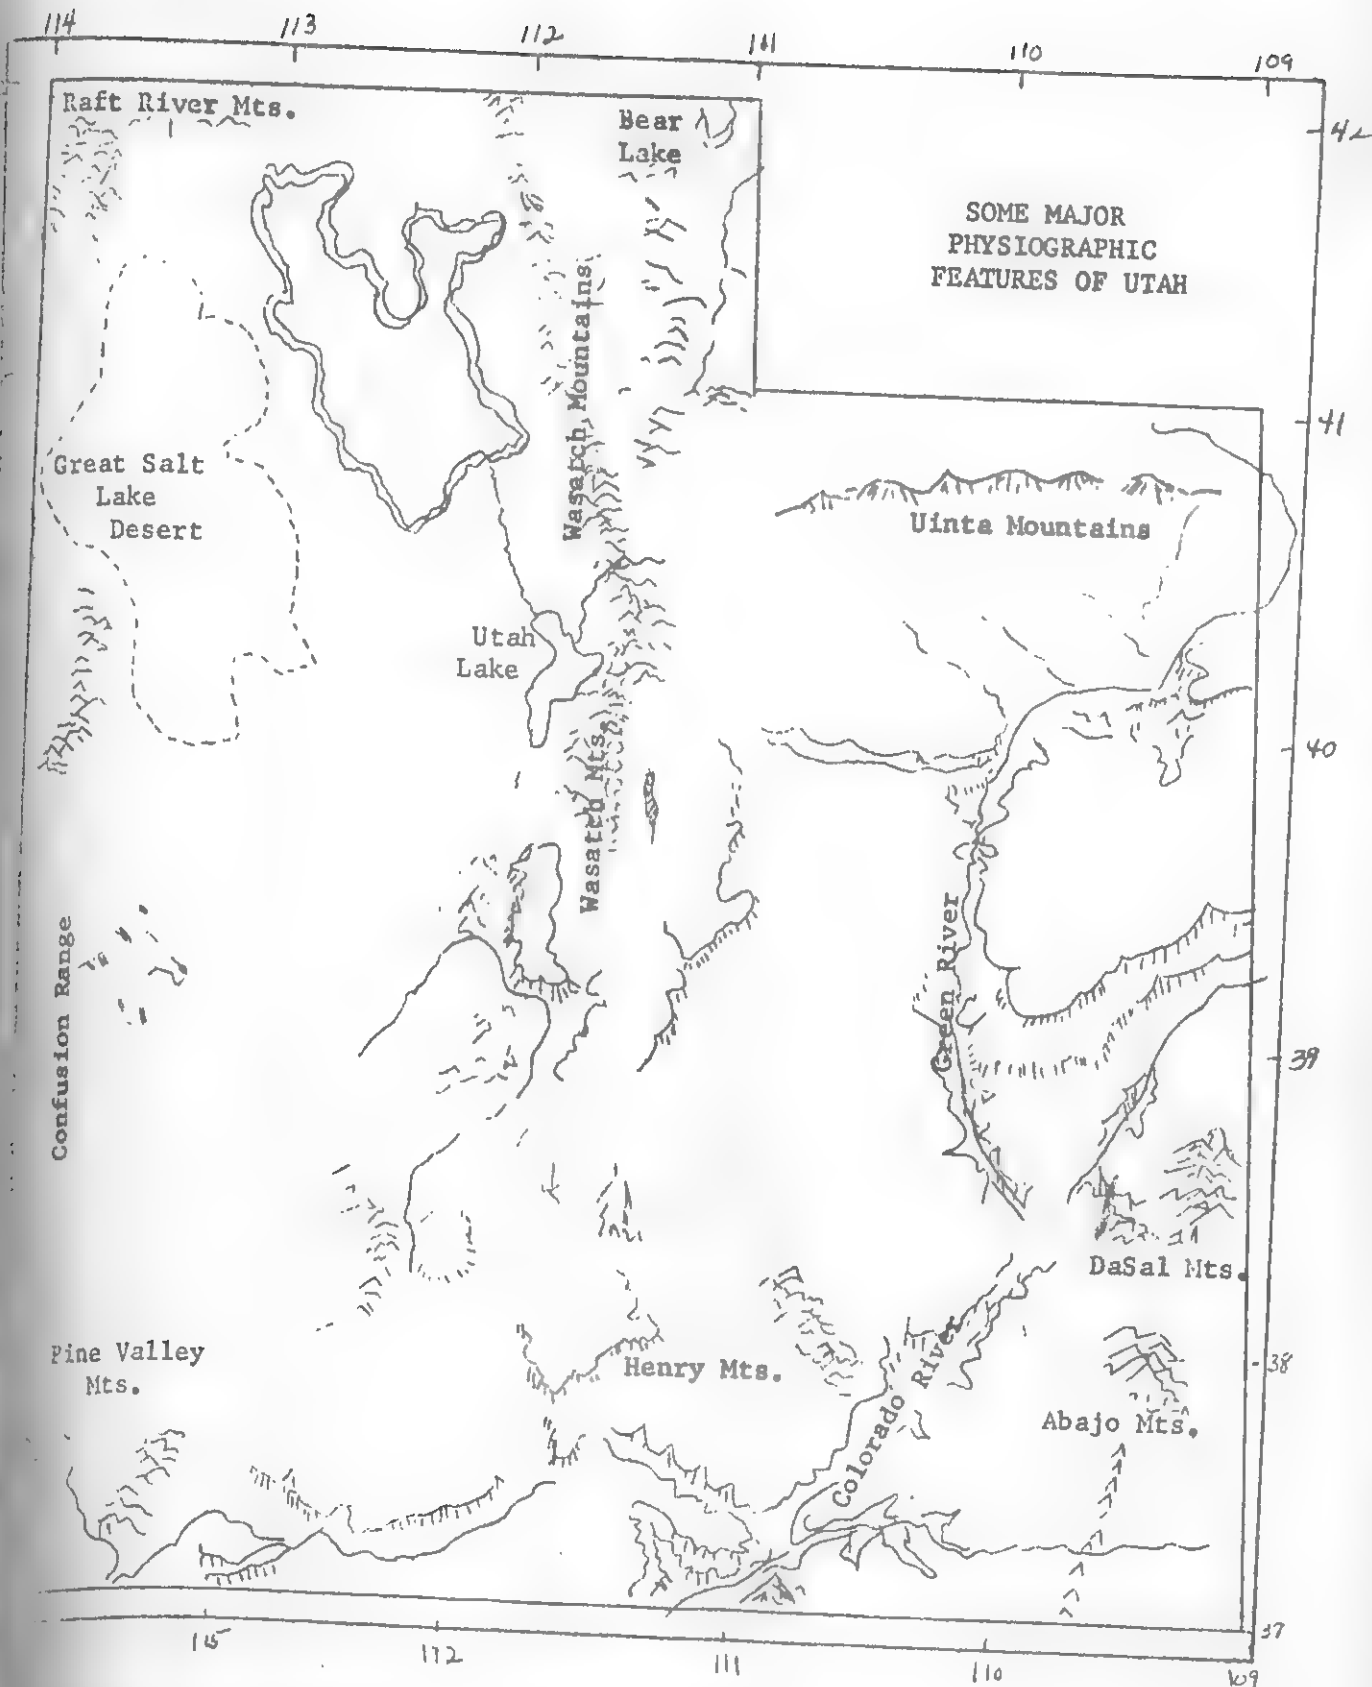 114 113 112 111 110 109
Raft River Mts.
Bear
Lake
42
SOME MAJOR
PHYSIOGRAPHIC
FEATURES OF UTAH
Wasatch Mountains
41
Great Salt
Lake
Desert
Uinta Mountains
Utah
Lake
40
Wasatch Mts.
Green River
Confusion Range
39
DaSal Mts.
Pine Valley
Mts.
Henry Mts.
38
Colorado River
Abajo Mts.
37
112 111 110 109